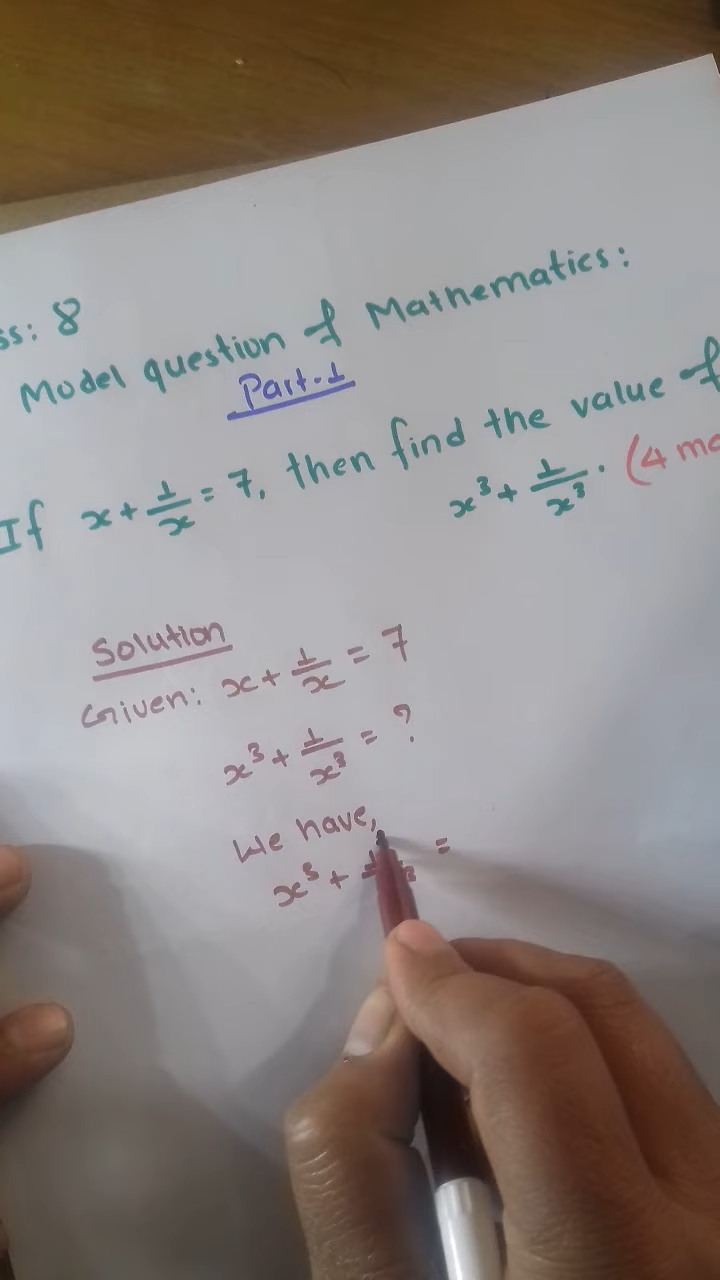 ss: 8
Model question of Mathematics:
Part-1
If x + 1/x = 7, then find the value of
x³ + 1/x³. (4 ma
Solution
Given: x + 1/x = 7
x³ + 1/x³ = ?
We have,
x³ + =